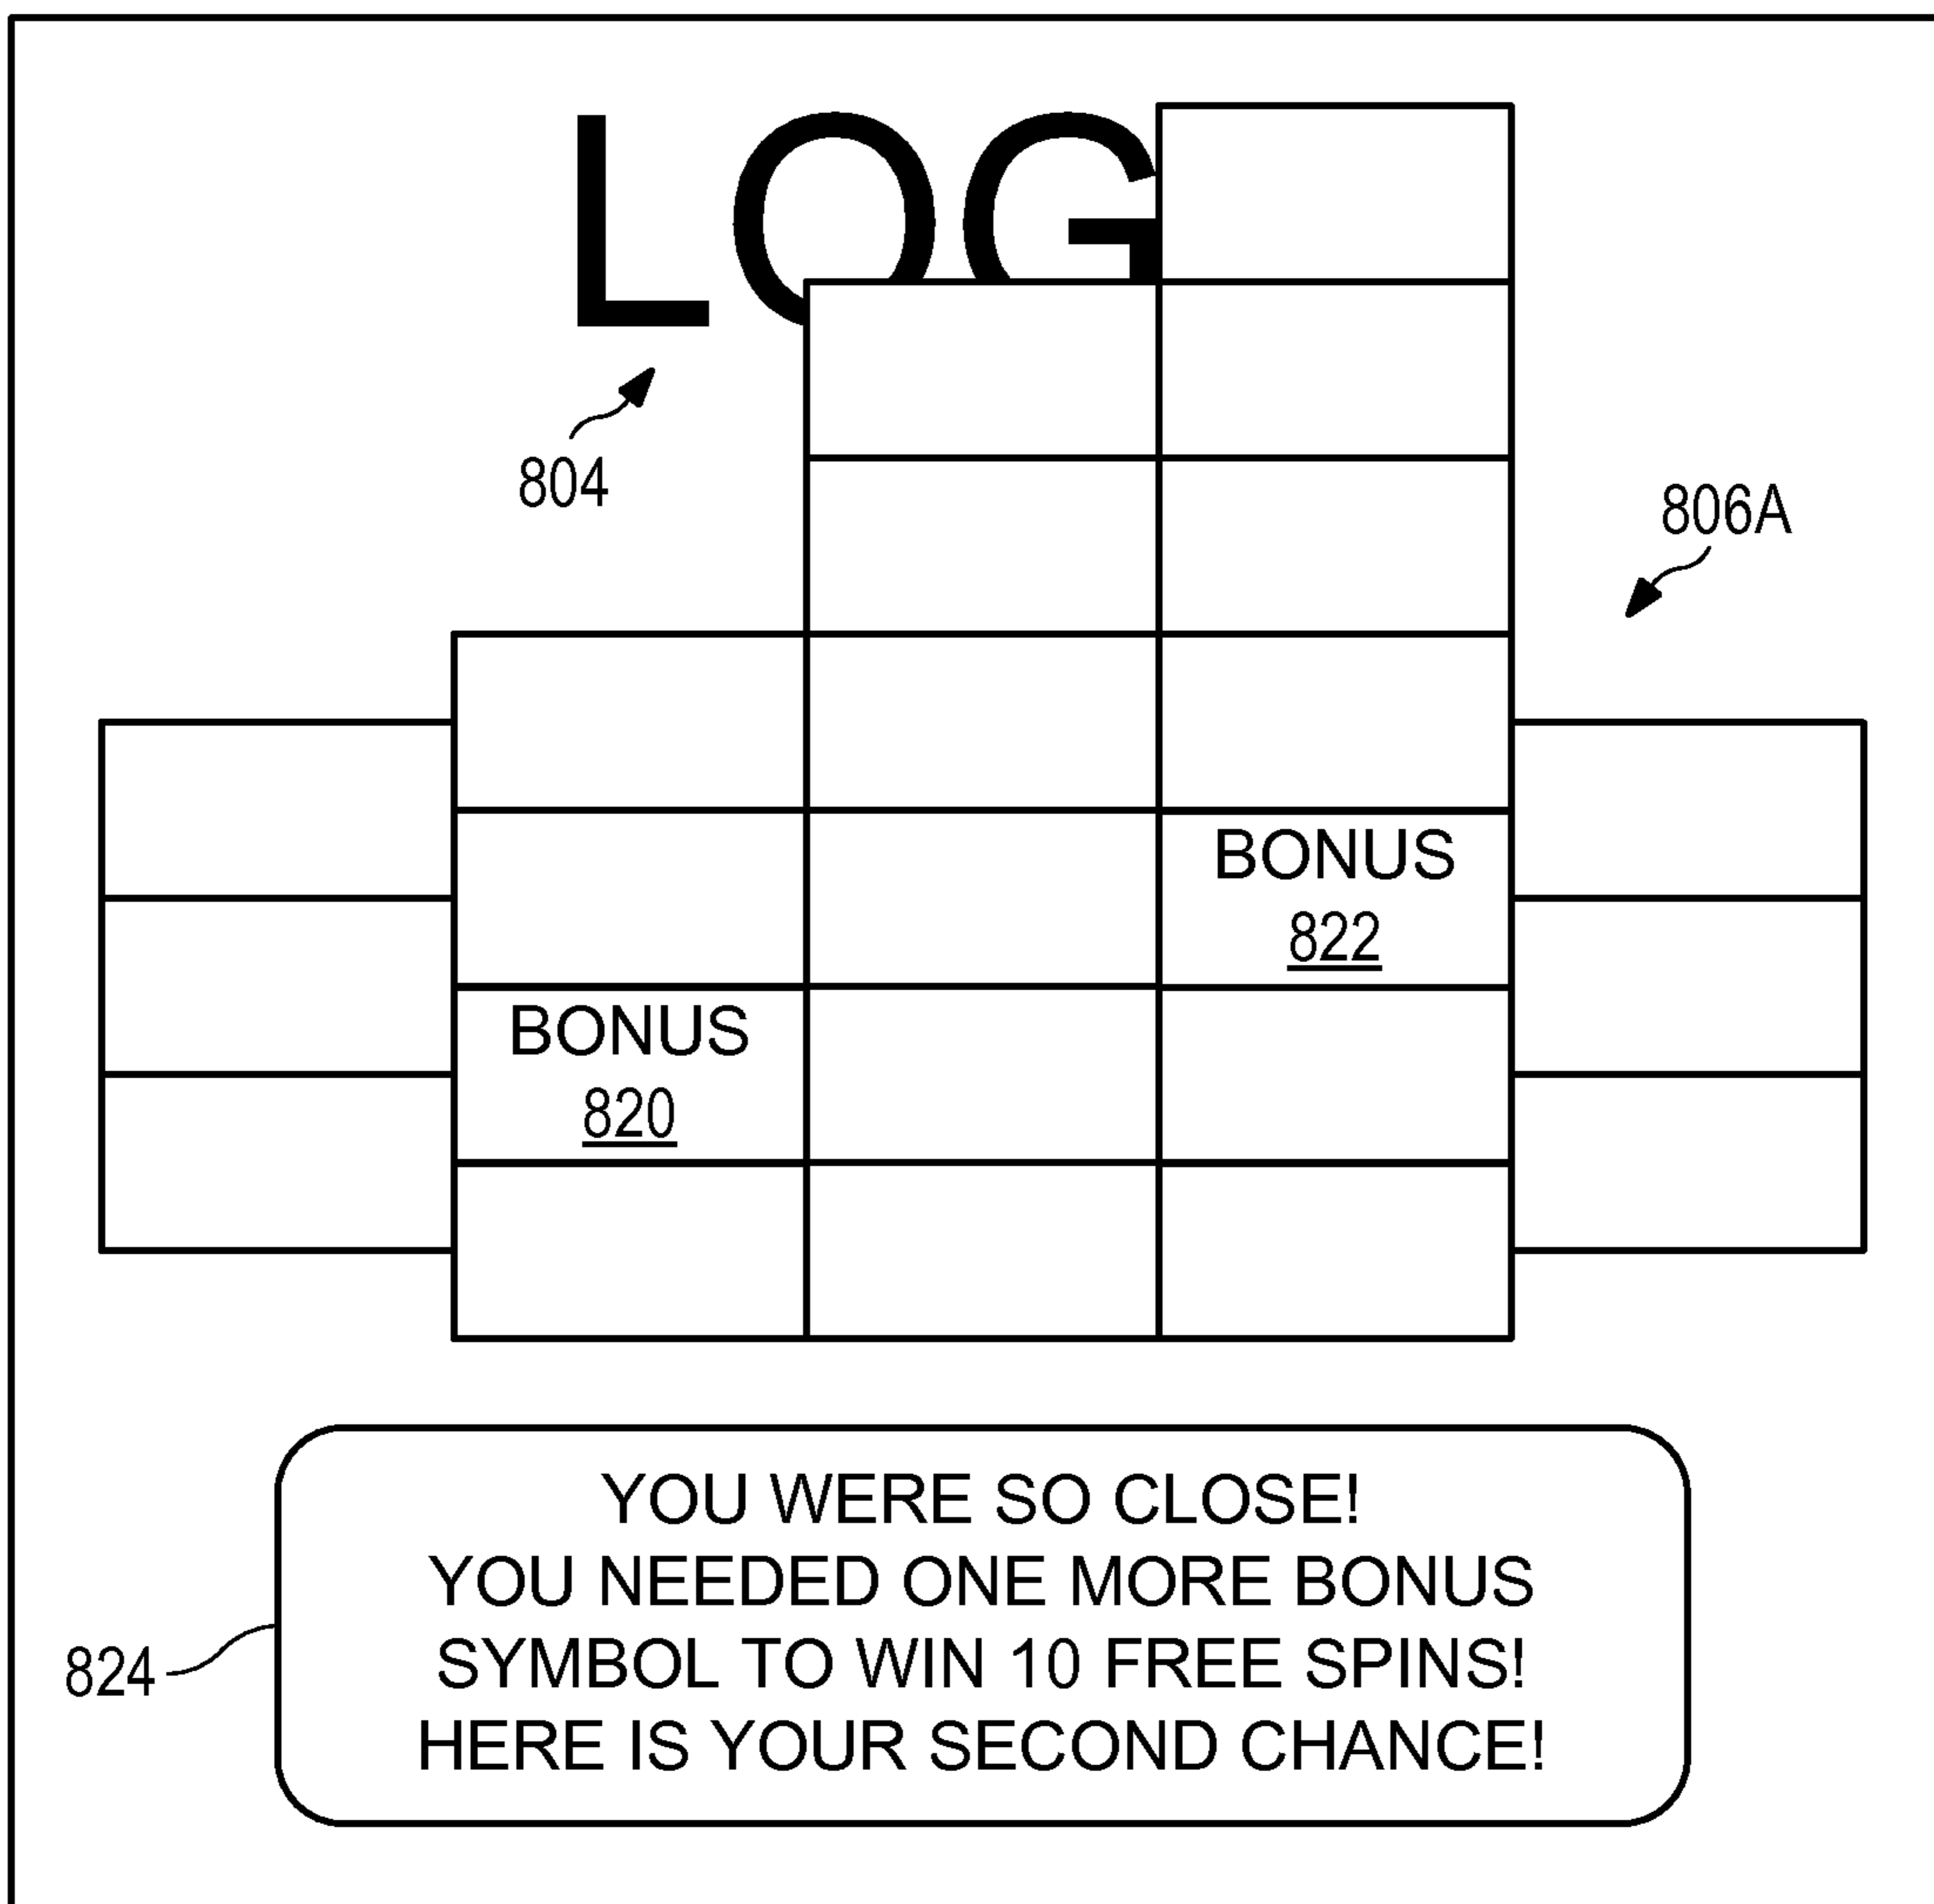 LOG
804
806A
BONUS
822
BONUS
820
824
YOU WERE SO CLOSE!
YOU NEEDED ONE MORE BONUS
SYMBOL TO WIN 10 FREE SPINS!
HERE IS YOUR SECOND CHANCE!